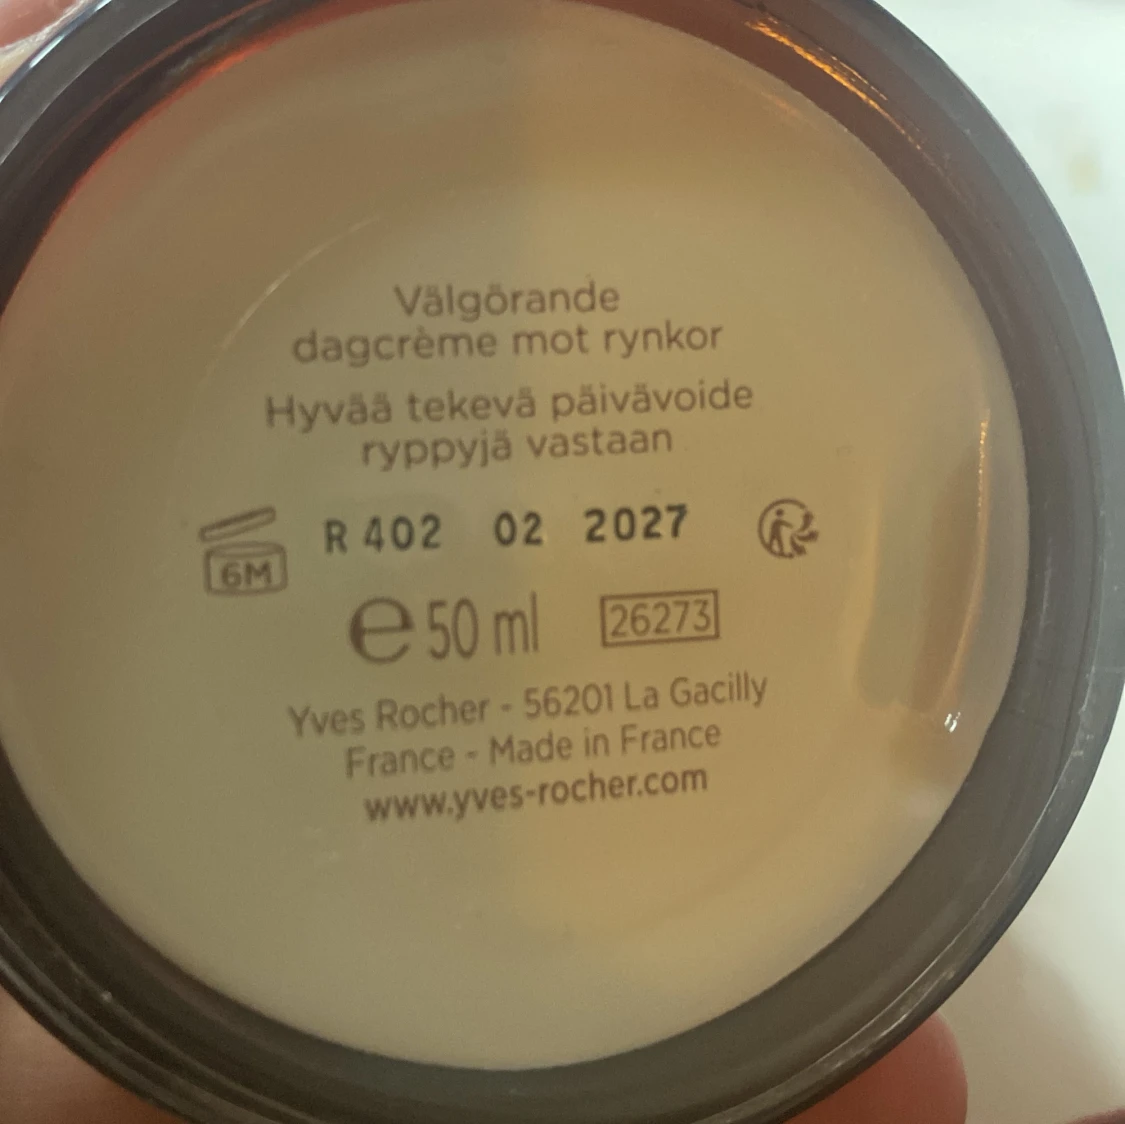 Välgörande
dagcrème mot rynkor
Hyvää tekevä päivävoide
ryppyjä vastaan
6M R 402 02 2027
e 50 ml 26273
Yves Rocher - 56201 La Gacilly
France - Made in France
www.yves-rocher.com